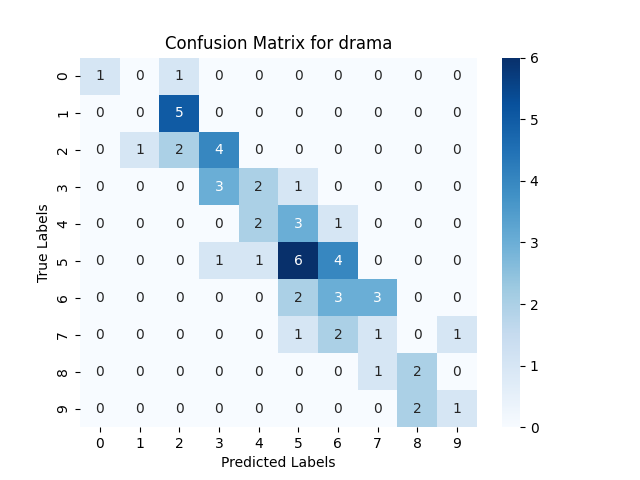 Confusion Matrix for drama
0 1 0 1 0 0 0 0 0 0 0
1 0 0 5 0 0 0 0 0 0 0
2 0 1 2 4 0 0 0 0 0 0
3 0 0 0 3 2 1 0 0 0 0
4 0 0 0 0 2 3 1 0 0 0
5 0 0 0 1 1 6 4 0 0 0
6 0 0 0 0 0 2 3 3 0 0
7 0 0 0 0 0 1 2 1 0 1
8 0 0 0 0 0 0 0 1 2 0
9 0 0 0 0 0 0 0 0 2 1
0 1 2 3 4 5 6 7 8 9
Predicted Labels
True Labels
6
5
4
3
2
1
0